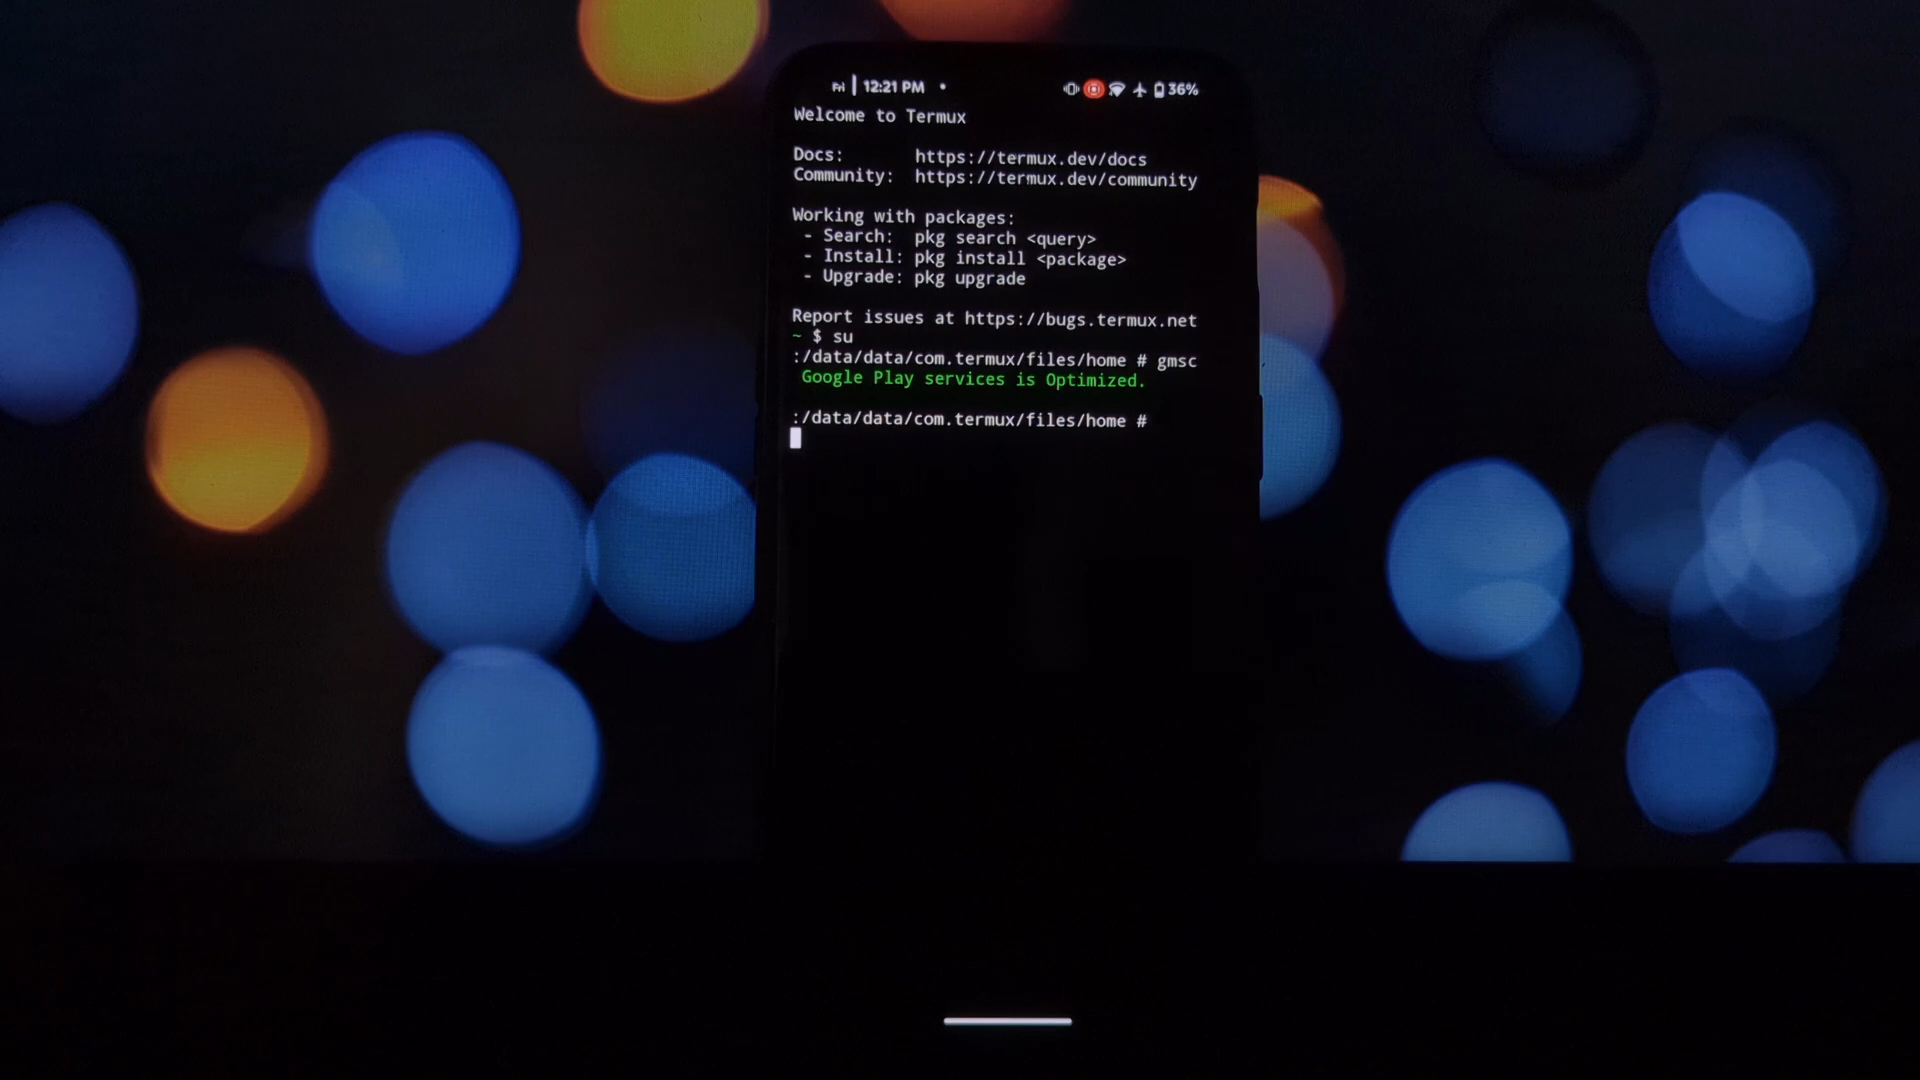 Fri 12:21 PM 36%
Welcome to Termux
Docs: https://termux.dev/docs
Community: https://termux.dev/community
Working with packages:
- Search: pkg search <query>
- Install: pkg install <package>
- Upgrade: pkg upgrade
Report issues at https://bugs.termux.net
~ $ su
:/data/data/com.termux/files/home # gmsc
Google Play services is Optimized.
:/data/data/com.termux/files/home #